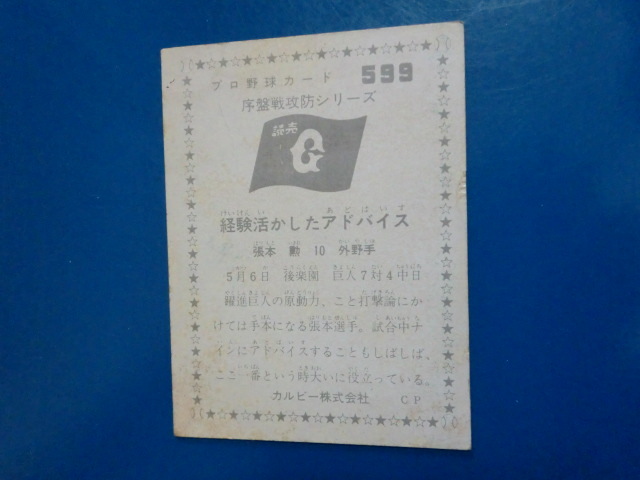 プロ野球カード 599
序盤戦攻防シリーズ
読売
G
経験活かしたアドバイス
張本 勲 10 外野手
5月6日 後楽園 巨人7対4中日
躍進巨人の原動力、こと打撃論にか
けては手本になる張本選手。試合中ナ
インにアドバイスすることもしばしば、
ここ一番という時大いに役立っている。
カルビー株式会社 CP